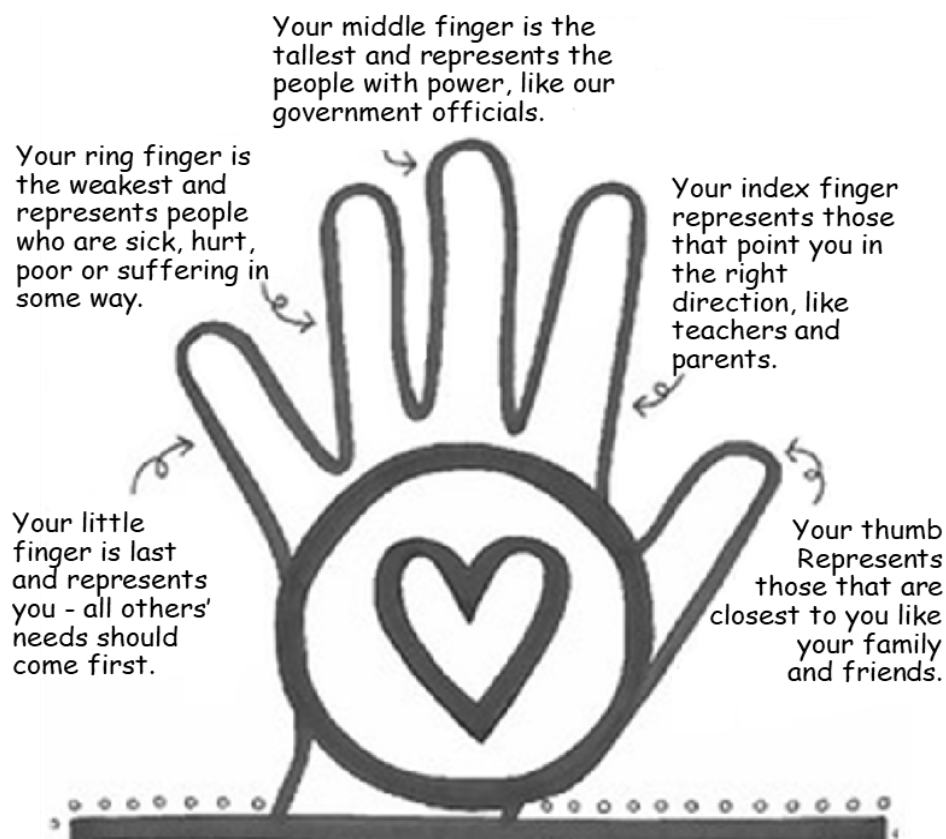 Your middle finger is the
tallest and represents the
people with power, like our
government officials.
Your ring finger is
the weakest and
represents people
who are sick, hurt,
poor or suffering in
some way.
Your index finger
represents those
that point you in
the right
direction, like
teachers and
parents.
Your little
finger is last
and represents
you - all others'
needs should
come first.
Your thumb
Represents
those that are
closest to you like
your family
and friends.